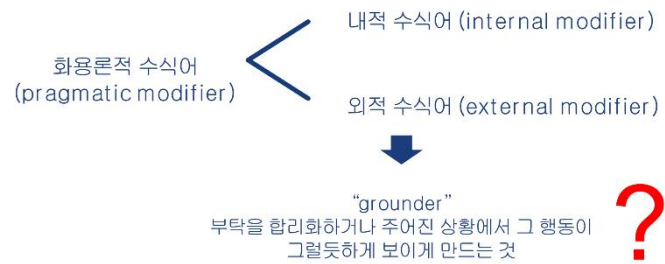 내적 수식어 (internal modifier)
화용론적 수식어
(pragmatic modifier)
외적 수식어 (external modifier)
“grounder”
부탁을 합리화하거나 주어진 상황에서 그 행동이
그럴듯하게 보이게 만드는 것
?